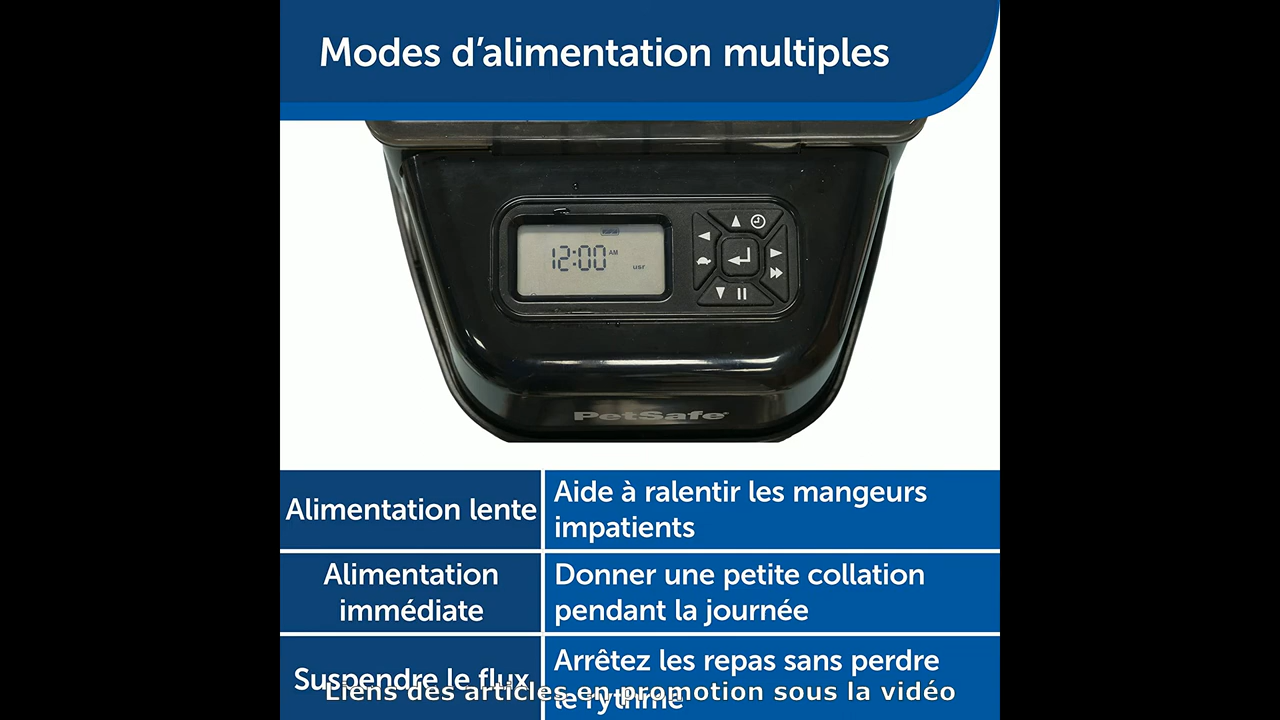 Modes d’alimentation multiples
12:00 AM
usr
PetSafe
Alimentation lente
Aide à ralentir les mangeurs
impatients
Alimentation
immédiate
Donner une petite collation
pendant la journée
Suspendre le flux
Arrêtez les repas sans perdre
le rythme
Liens des articles en promotion sous la vidéo